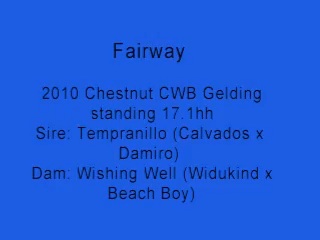 Fairway
2010 Chestnut CWB Gelding
standing 17.1hh
Sire: Tempranillo (Calvados x
Damiro)
Dam: Wishing Well (Widukind x
Beach Boy)